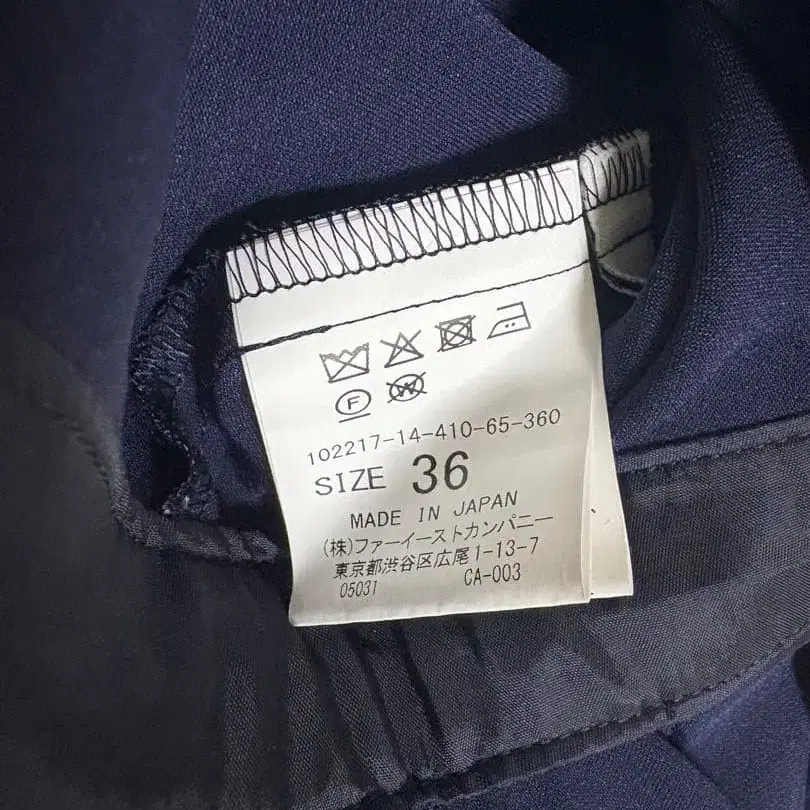 F W
102217-14-410-65-360
SIZE 36
MADE IN JAPAN
(株)ファーイーストカンパニー
東京都渋谷区広尾1-13-7
05031 CA-003